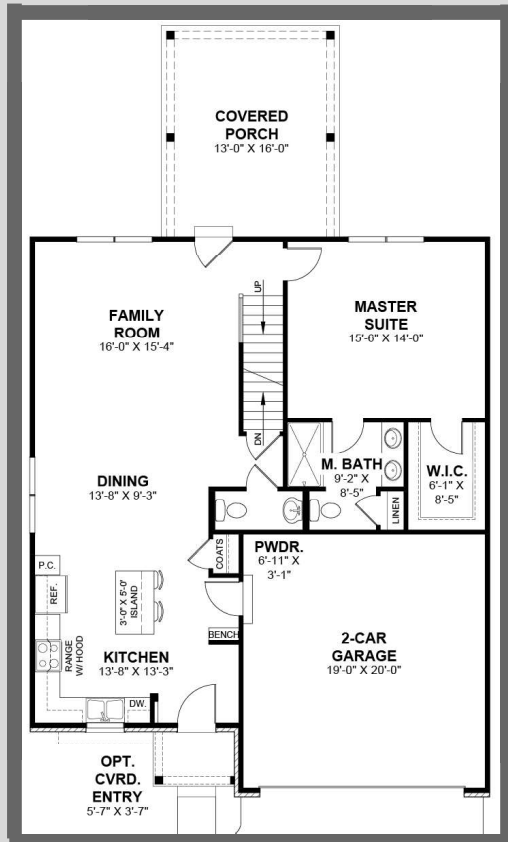 COVERED
PORCH
13'-0" X 16'-0"
UP
FAMILY
ROOM
16'-0" X 15'-4"
MASTER
SUITE
15'-0" X 14'-0"
DN
M. BATH
9'-2" X
8'-5"
W.I.C.
6'-1" X
8'-5"
DINING
13'-8" X 9'-3"
LINEN
COATS
PWDR.
6'-11" X
3'-1"
P.C.
REF.
3'-0" X 5'-0"
ISLAND
RANGE
W/ HOOD
BENCH
2-CAR
GARAGE
19'-0" X 20'-0"
KITCHEN
13'-8" X 13'-3"
DW.
OPT.
CVRD.
ENTRY
5'-7" X 3'-7"